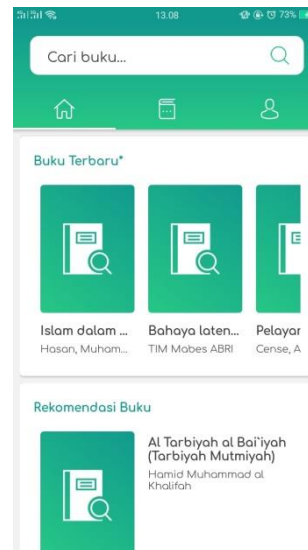 13.08
73%
Cari buku...
Buku Terbaru*
Islam dalam ...
Hasan, Muham...
Bahaya laten...
TIM Mabes ABRI
Pelayar
Cense, A
Rekomendasi Buku
Al Tarbiyah al Bai`iyah
(Tarbiyah Mutmiyah)
Hamid Muhammad al
Khalifah